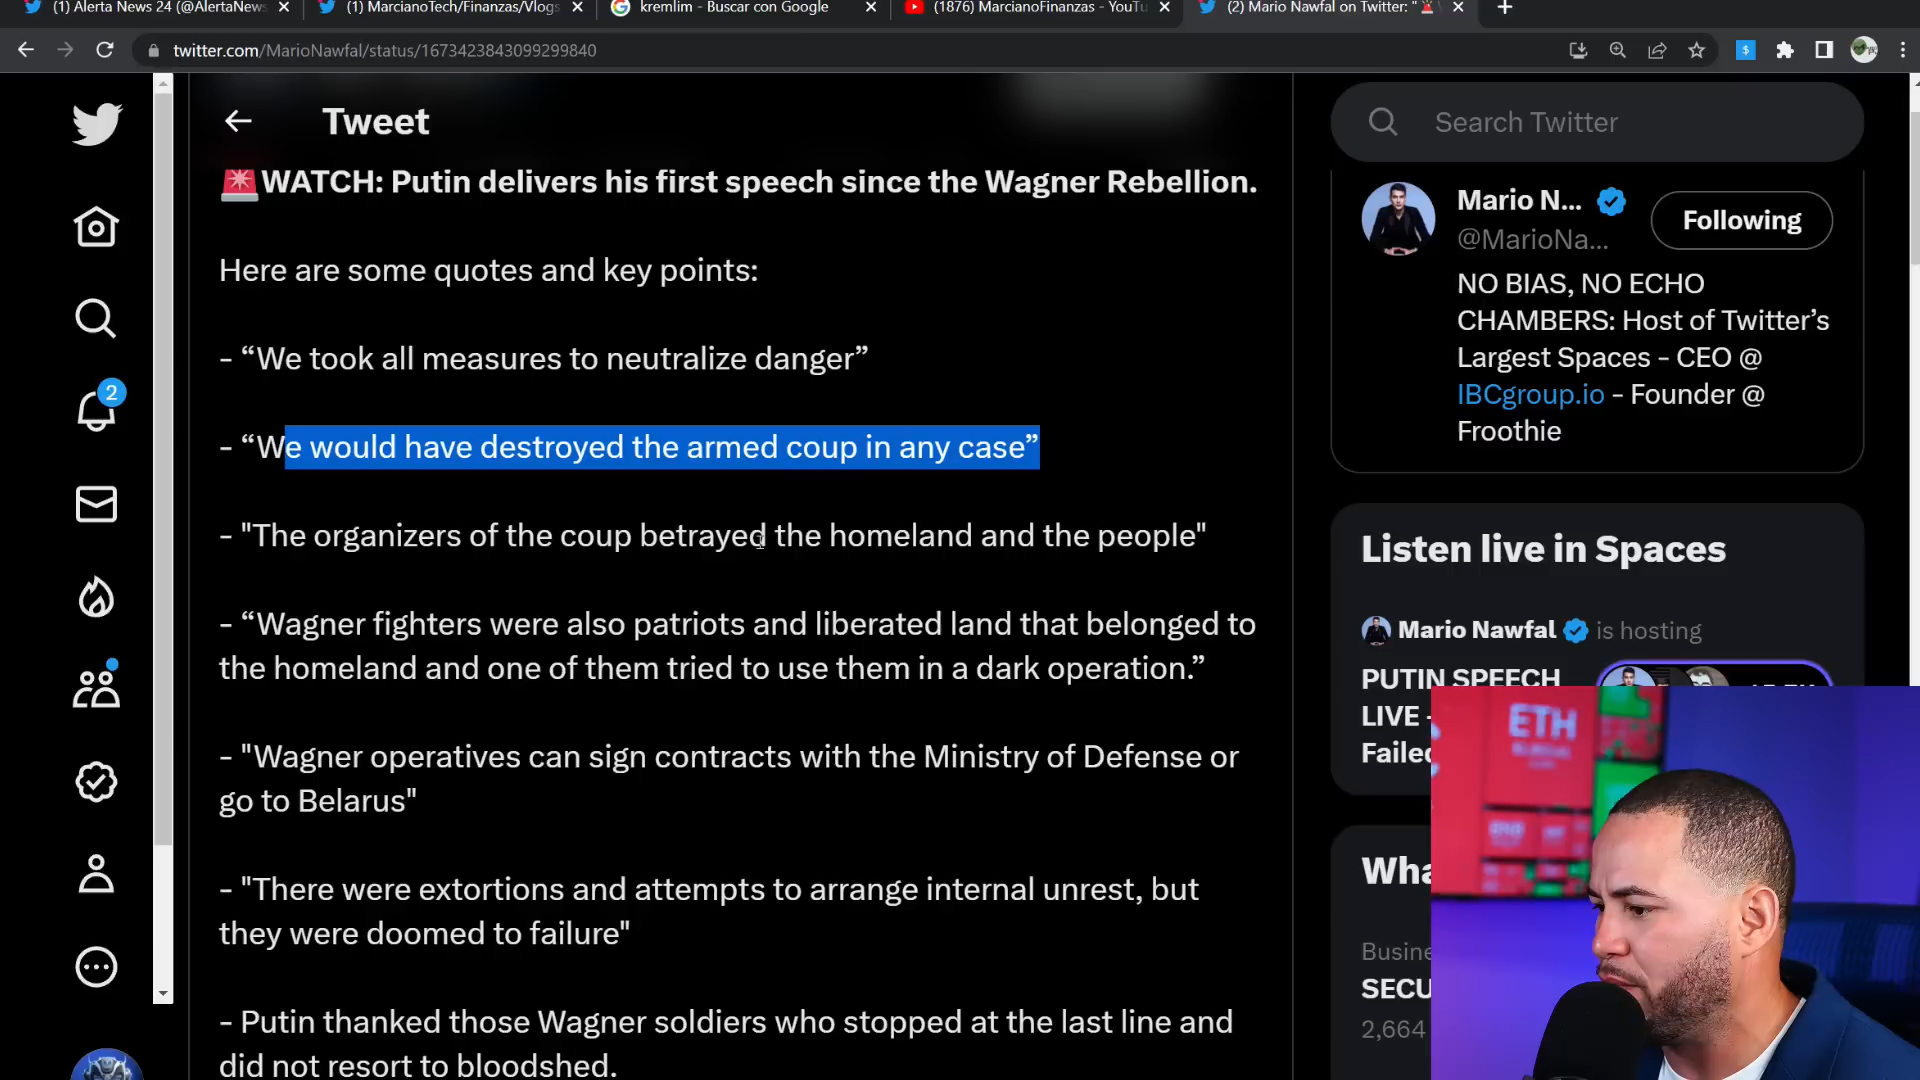 (1) Alerta News 24 (@AlertaNews
(1) MarcianoTech/Finanzas/Vlogs
kremlim - Buscar con Google
(1876) MarcianoFinanzas - YouTu
(2) Mario Nawfal on Twitter: "
twitter.com/MarioNawfal/status/1673423843099299840
Tweet
WATCH: Putin delivers his first speech since the Wagner Rebellion.
Here are some quotes and key points:
- “We took all measures to neutralize danger”
- “We would have destroyed the armed coup in any case”
- "The organizers of the coup betrayed the homeland and the people"
- “Wagner fighters were also patriots and liberated land that belonged to
the homeland and one of them tried to use them in a dark operation.”
- "Wagner operatives can sign contracts with the Ministry of Defense or
go to Belarus"
- "There were extortions and attempts to arrange internal unrest, but
they were doomed to failure"
- Putin thanked those Wagner soldiers who stopped at the last line and
did not resort to bloodshed.
2
Search Twitter
Mario N...
@MarioNa...
Following
NO BIAS, NO ECHO
CHAMBERS: Host of Twitter’s
Largest Spaces - CEO @
IBCgroup.io - Founder @
Froothie
Listen live in Spaces
Mario Nawfal is hosting
PUTIN SPEECH
LIVE -
Failed
Wha
Busine
SECU
2,664
ETH